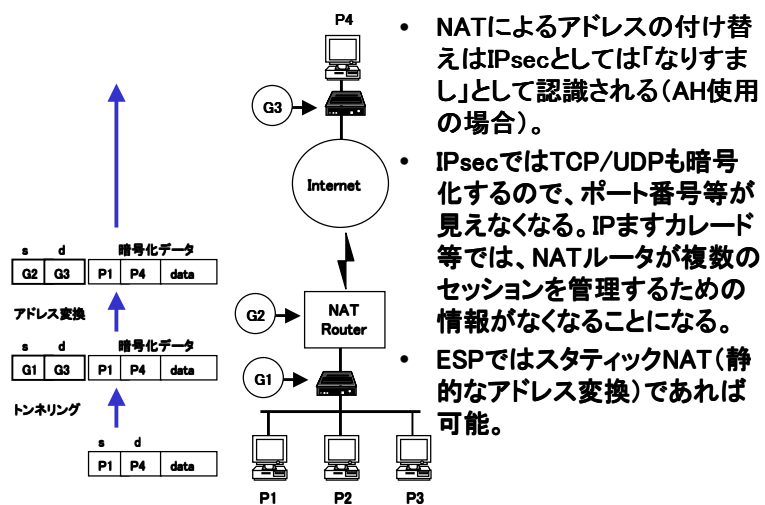 P4
G3
Internet
G2
NAT
Router
G1
P1 P2 P3
s d 暗号化データ
G2 G3 P1 P4 data
アドレス変換
s d 暗号化データ
G1 G3 P1 P4 data
トンネリング
s d
P1 P4 data
• NATによるアドレスの付け替
えはIPsecとしては「なりすま
し」として認識される(AH使用
の場合)。
• IPsecではTCP/UDPも暗号
化するので、ポート番号等が
見えなくなる。IPますカレード
等では、NATルータが複数の
セッションを管理するための
情報がなくなることになる。
• ESPではスタティックNAT(静
的なアドレス変換)であれば
可能。